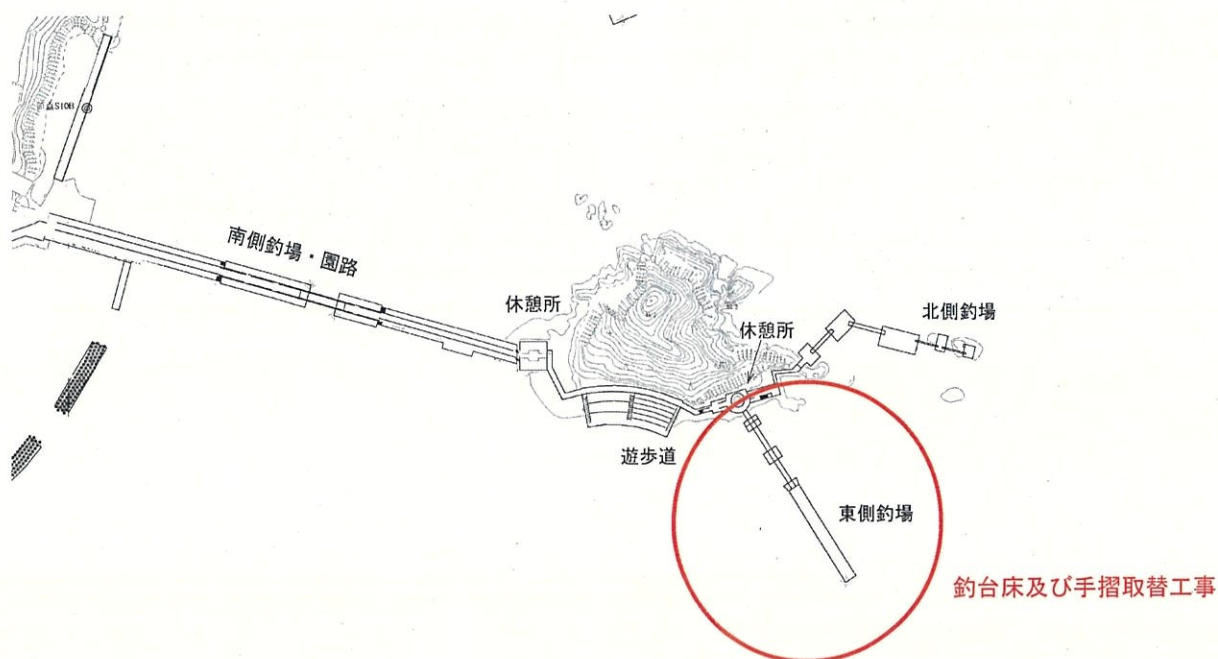 南側釣場・園路
休憩所
休憩所
北側釣場
遊歩道
東側釣場
釣台床及び手摺取替工事